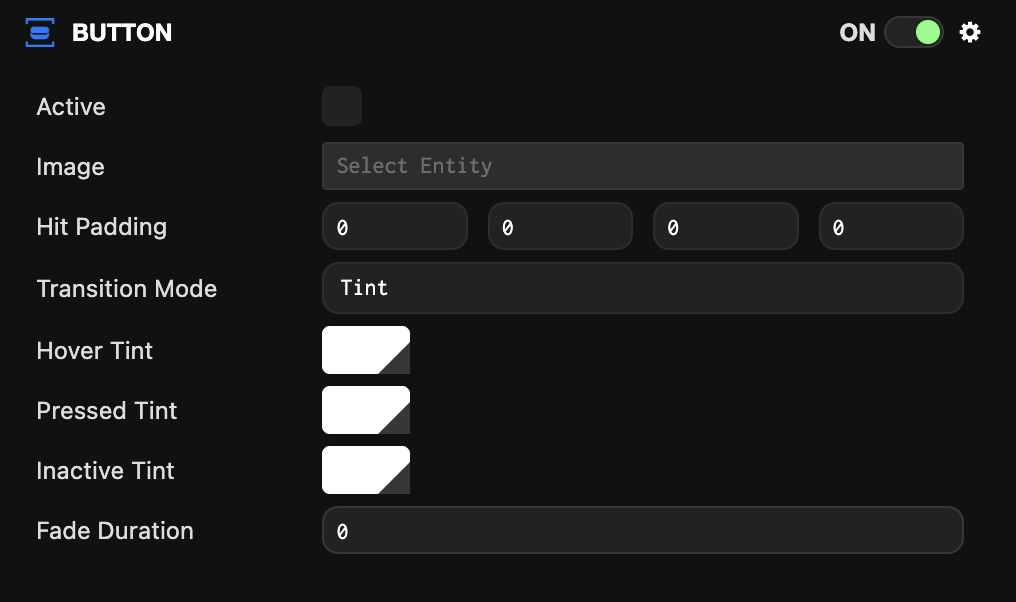 BUTTON ON
Active
Image Select Entity
Hit Padding 0 0 0 0
Transition Mode Tint
Hover Tint
Pressed Tint
Inactive Tint
Fade Duration 0